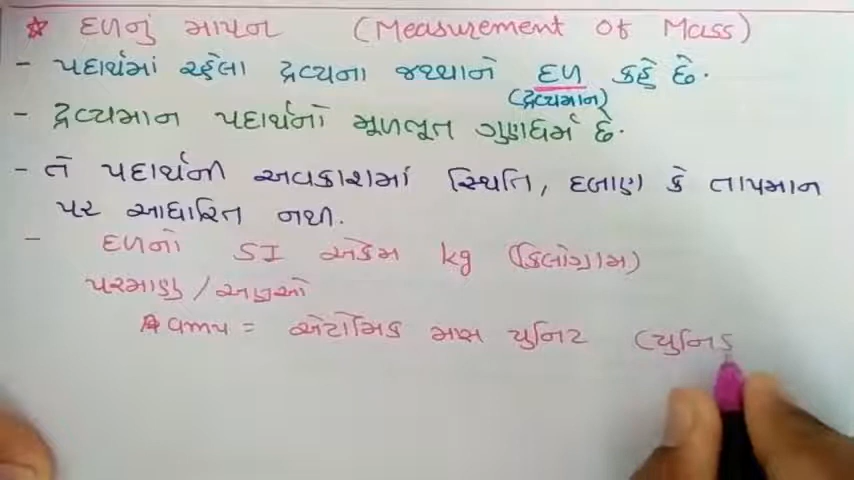 ☆ દળનું માપન (Measurement Of Mass)
- પદાર્થમાં રહેલા દ્રવ્યના જથ્થાને દળ કહે છે.
(દ્રવ્યમાન)
- દ્રવ્યમાન પદાર્થનો મૂળભૂત ગુણધર્મ છે.
- તે પદાર્થની અવકાશમાં સ્થિતિ, દબાણ કે તાપમાન
પર આધારિત નથી.
- દળનો SI એકમ kg (કિલોગ્રામ)
પરમાણુ / અણુઓ
amu = એટોમિક માસ યુનિટ (યુનિક